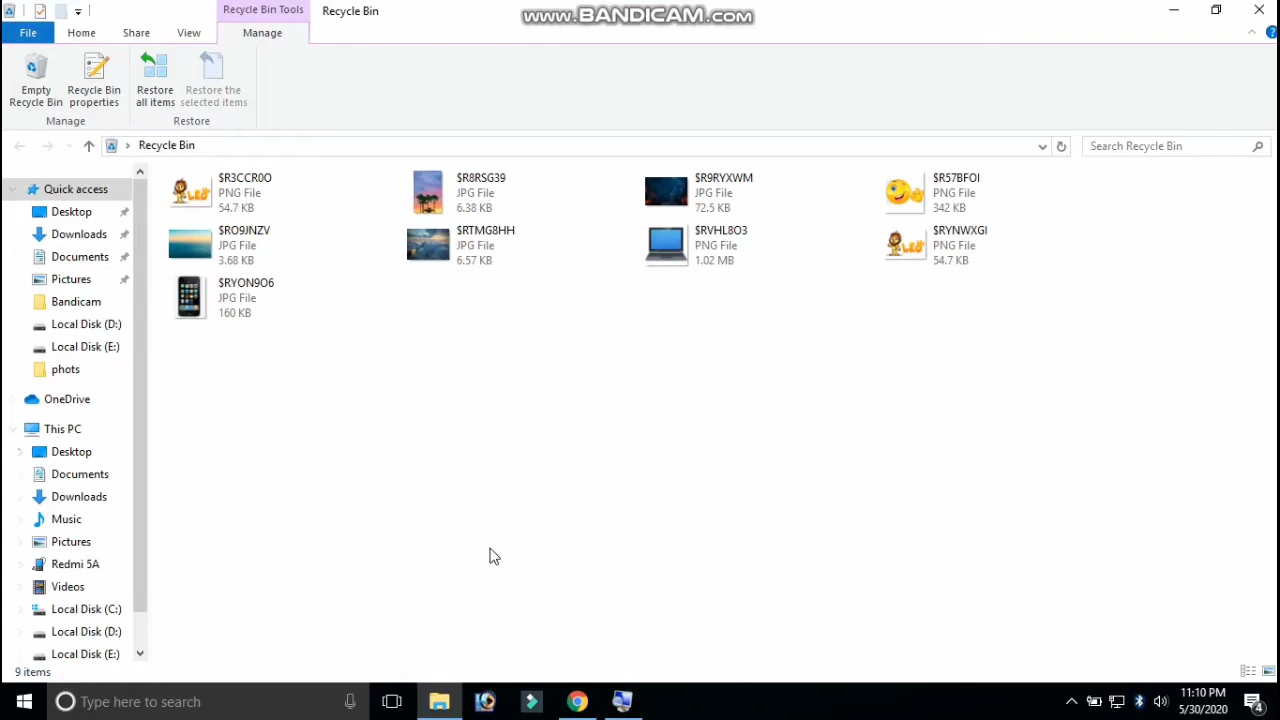 Recycle Bin Tools
Recycle Bin
www.BANDICAM.com
File
Home
Share
View
Manage
Empty Recycle Bin
Recycle Bin properties
Restore all items
Restore the selected items
Manage
Restore
Recycle Bin
Search Recycle Bin
Quick access
Desktop
Downloads
Documents
Pictures
Bandicam
Local Disk (D:)
Local Disk (E:)
phots
OneDrive
This PC
Desktop
Documents
Downloads
Music
Pictures
Redmi 5A
Videos
Local Disk (C:)
Local Disk (D:)
Local Disk (E:)
$R3CCR0O
PNG File
54.7 KB
$R8RSG39
JPG File
6.38 KB
$R9RYXWM
JPG File
72.5 KB
$R57BFOI
PNG File
342 KB
$RO9JNZV
JPG File
3.68 KB
$RTMG8HH
JPG File
6.57 KB
$RVHL8O3
PNG File
1.02 MB
$RYNWXGI
PNG File
54.7 KB
$RYON9O6
JPG File
160 KB
9 items
Type here to search
11:10 PM
5/30/2020
4